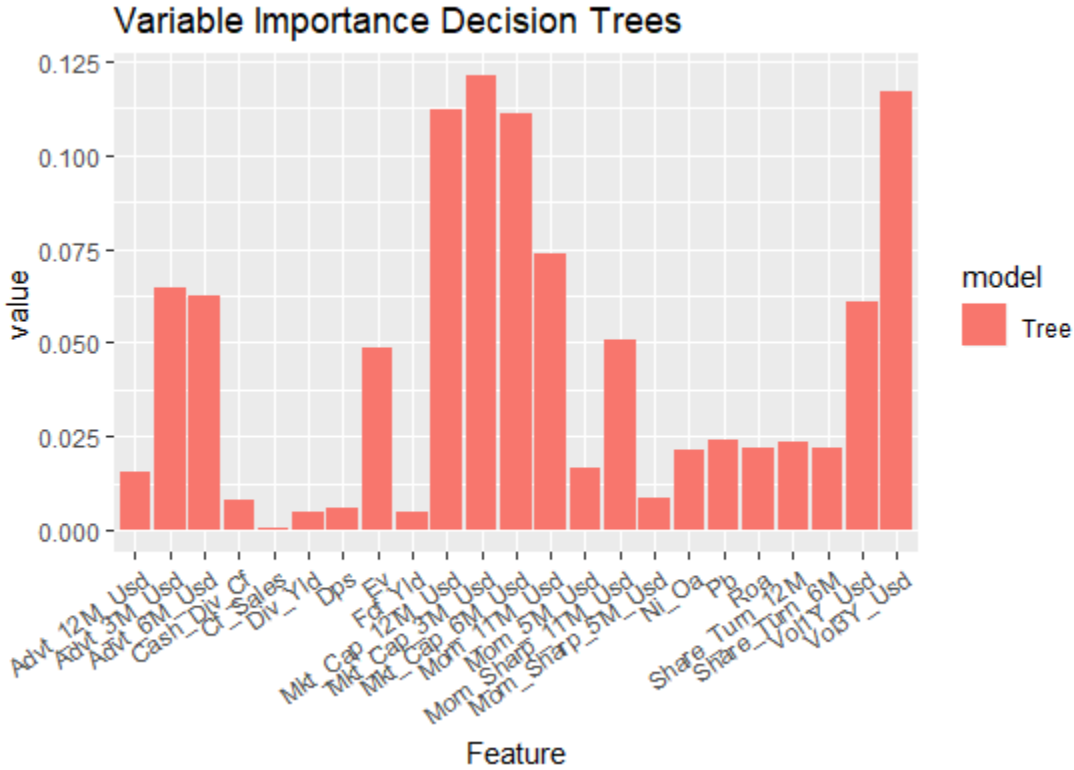 Variable Importance Decision Trees
value
0.125
0.100
0.075
0.050
0.025
0.000
Advt_12M_Usd
Advt_3M_Usd
Advt_6M_Usd
Cash_Div_Cf
Cf_Sales
Div_Yld
Dps
Ev
Fcf_Yld
Mkt_Cap_12M_Usd
Mkt_Cap_3M_Usd
Mkt_Cap_6M_Usd
Mom_11M_Usd
Mom_5M_Usd
Mom_Sharp_11M_Usd
Mom_Sharp_5M_Usd
Ni_Oa
Pb
Roa
Share_Turn_12M
Share_Turn_6M
Vol1Y_Usd
Vol3Y_Usd
Feature
model
Tree